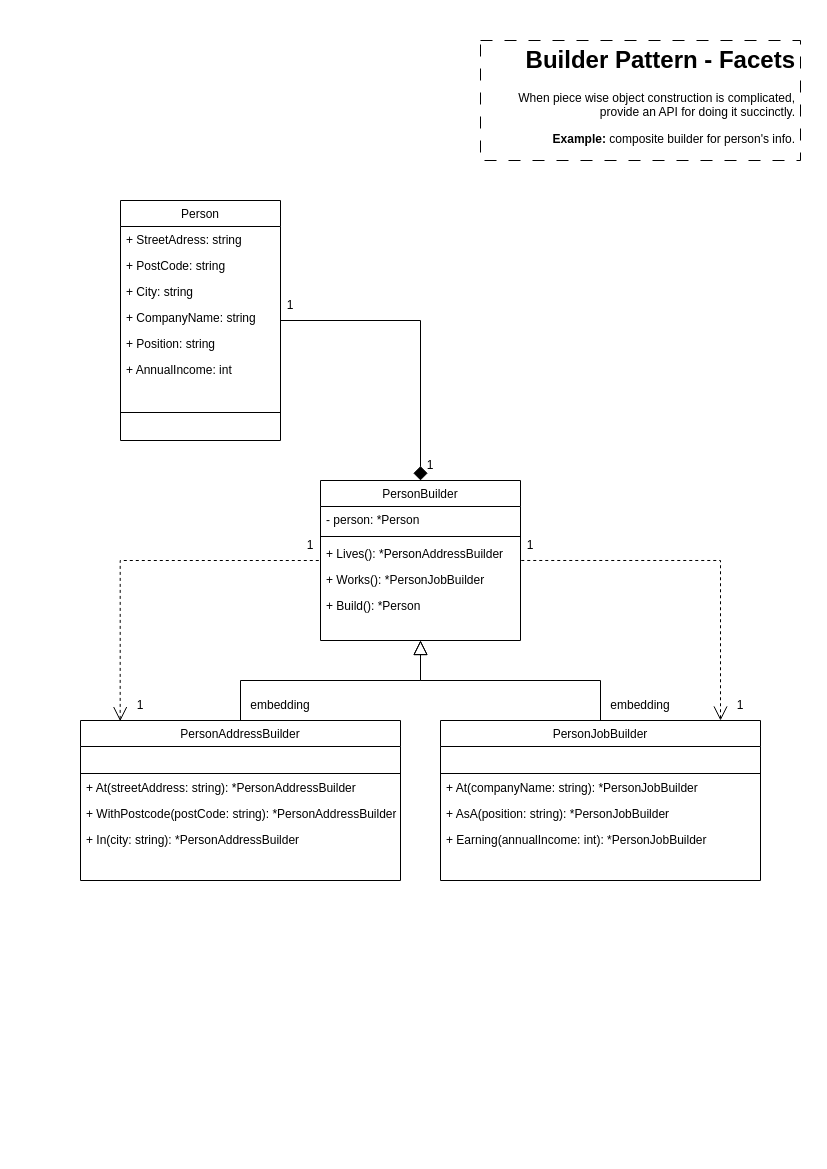 Builder Pattern - Facets
When piece wise object construction is complicated,
provide an API for doing it succinctly.
Example: composite builder for person's info.
Person
+ StreetAdress: string
+ PostCode: string
+ City: string
+ CompanyName: string
+ Position: string
+ AnnualIncome: int
1
1
PersonBuilder
- person: *Person
+ Lives(): *PersonAddressBuilder
+ Works(): *PersonJobBuilder
+ Build(): *Person
1
1
embedding
embedding
1
1
PersonAddressBuilder
+ At(streetAddress: string): *PersonAddressBuilder
+ WithPostcode(postCode: string): *PersonAddressBuilder
+ In(city: string): *PersonAddressBuilder
PersonJobBuilder
+ At(companyName: string): *PersonJobBuilder
+ AsA(position: string): *PersonJobBuilder
+ Earning(annualIncome: int): *PersonJobBuilder